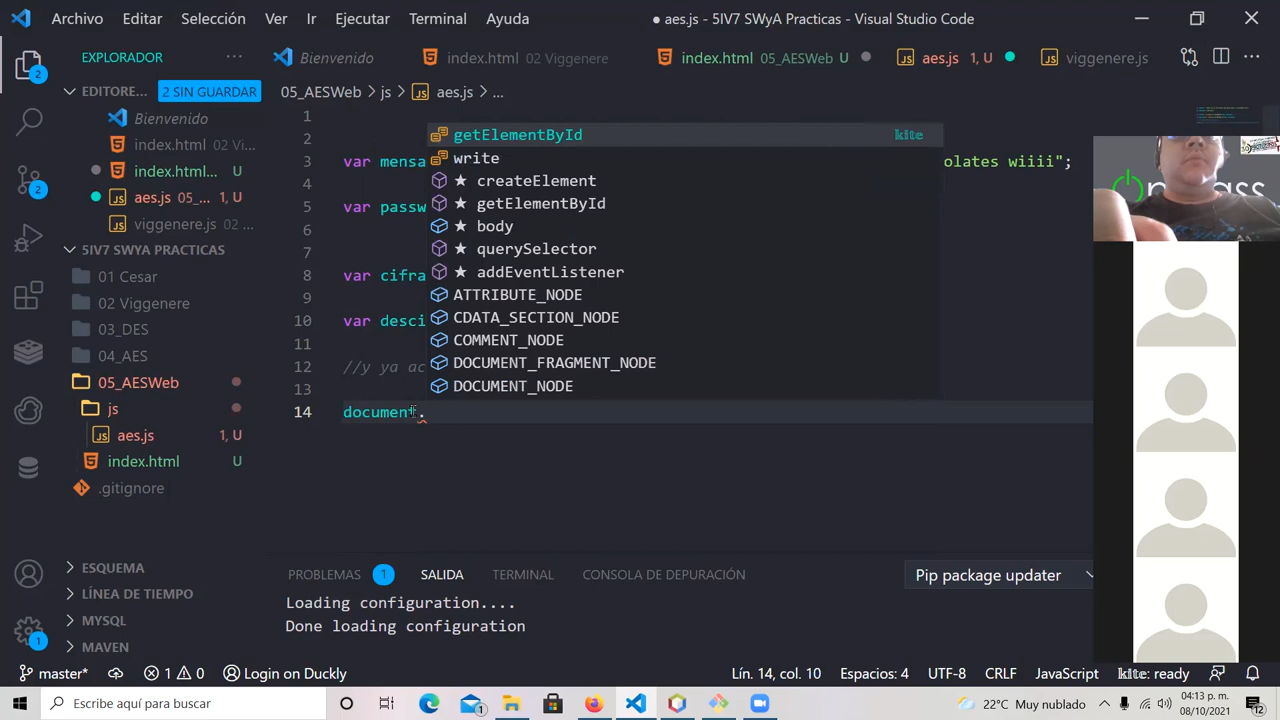 Archivo Editar Selección Ver Ir Ejecutar Terminal Ayuda ● aes.js - 5IV7 SWyA Practicas - Visual Studio Code
EXPLORADOR ··· Bienvenido index.html 02 Viggenere index.html 05_AESWeb U aes.js 1, U viggenere.js ···
EDITORE... 2 SIN GUARDAR
05_AESWeb > js > aes.js > ...
Bienvenido
index.html 02 Vi...
index.html... U
aes.js 05_... 1, U
viggenere.js 02 ...
5IV7 SWYA PRACTICAS
01 Cesar
02 Viggenere
03_DES
04_AES
05_AESWeb
js
aes.js 1, U
index.html U
.gitignore
ESQUEMA
LÍNEA DE TIEMPO
MYSQL
MAVEN
1
2
3 var mensa olates wiiii";
4
5 var passw
6
7
8 var cifra
9
10 var desci
11
12 //y ya ac
13
14 document.
getElementById kite
write
★ createElement
★ getElementById
★ body
★ querySelector
★ addEventListener
ATTRIBUTE_NODE
CDATA_SECTION_NODE
COMMENT_NODE
DOCUMENT_FRAGMENT_NODE
DOCUMENT_NODE
PROBLEMAS 1 SALIDA TERMINAL CONSOLA DE DEPURACIÓN Pip package updater
Loading configuration....
Done loading configuration
master* 1 0 Login on Duckly Lín. 14, col. 10 Espacios: 4 UTF-8 CRLF JavaScript kite: ready
Escribe aquí para buscar 22°C Muy nublado 04:13 p. m.
08/10/2021
2
2
1
1
12